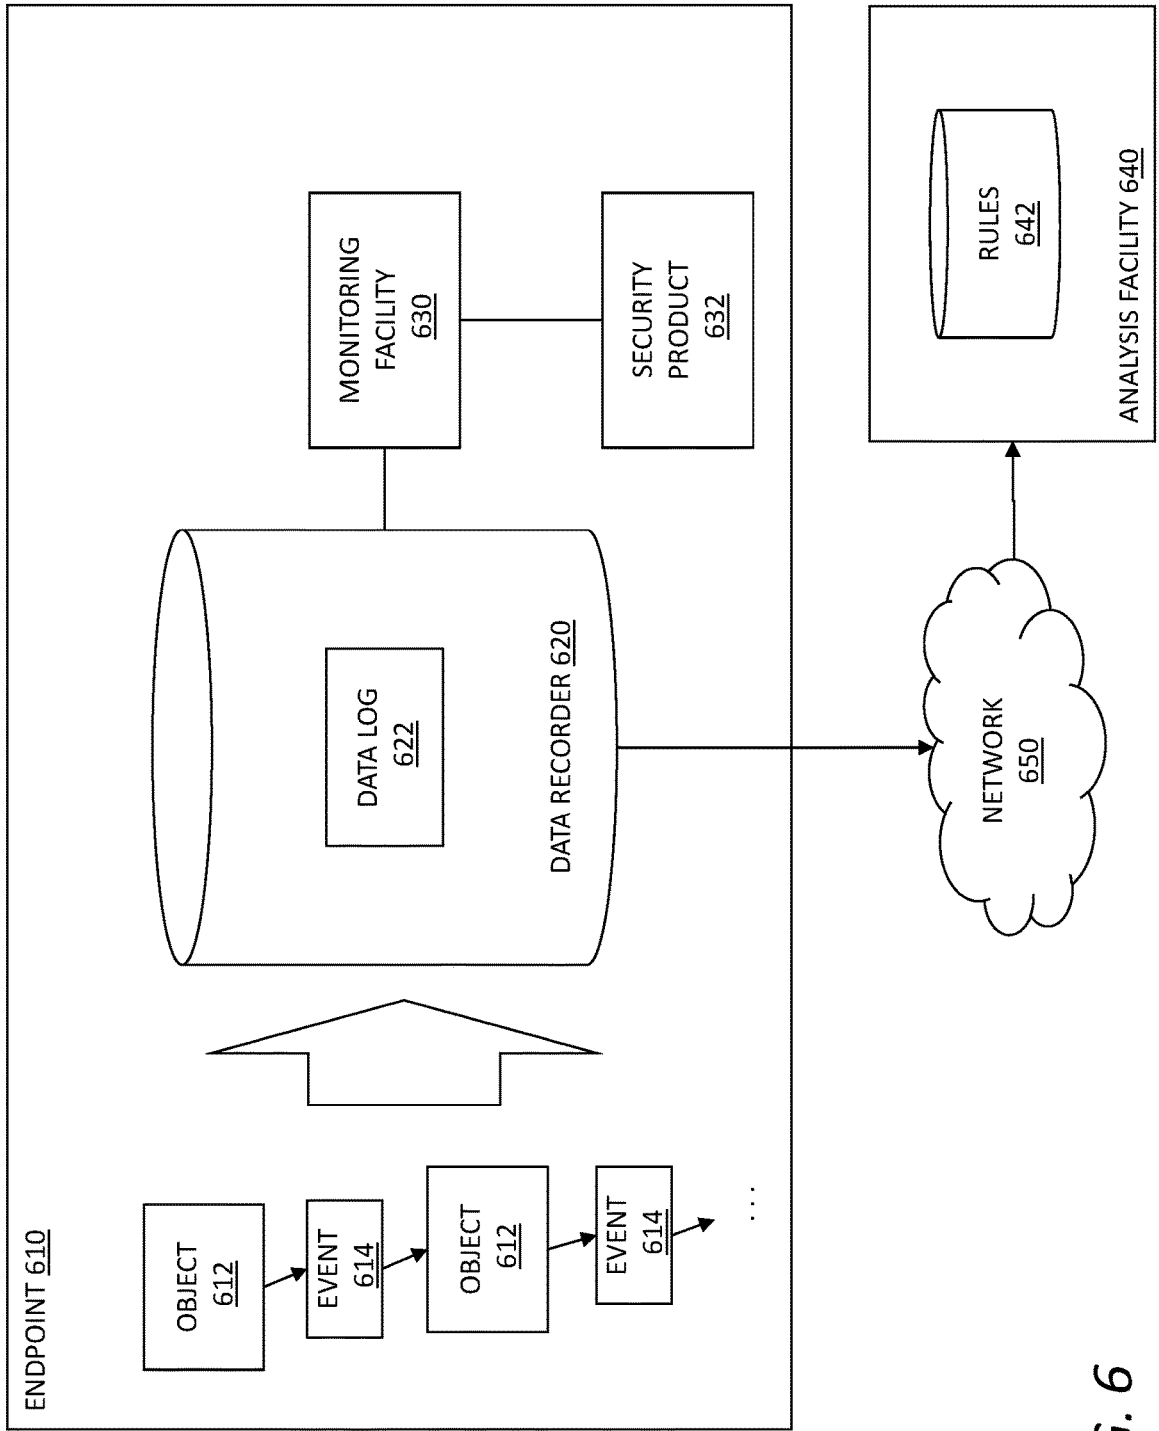 ENDPOINT 610
OBJECT
612
EVENT
614
OBJECT
612
EVENT
614
. . .
DATA LOG
622
DATA RECORDER 620
MONITORING
FACILITY
630
SECURITY
PRODUCT
632
NETWORK
650
RULES
642
ANALYSIS FACILITY 640
. 6